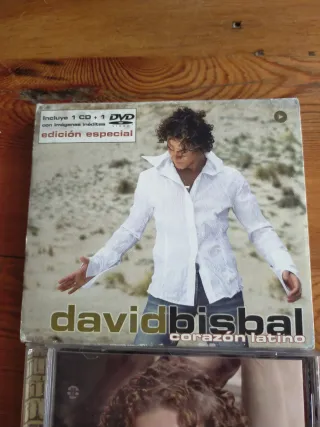 Incluye 1 CD + 1 DVD
con imágenes inéditas
edición especial
davidbisbal
corazón latino